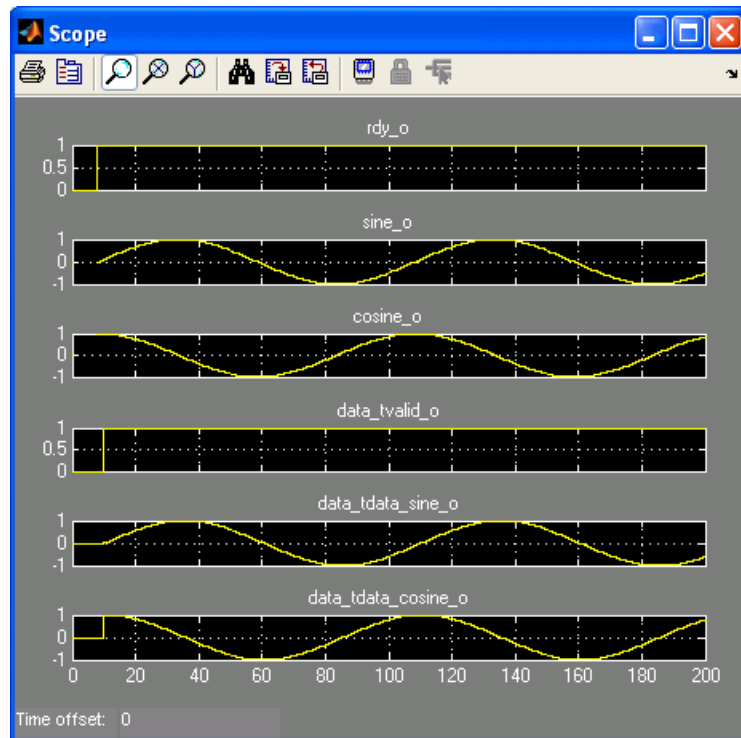 Scope
rdy_o
1
0.5
0
sine_o
1
0
-1
cosine_o
1
0
-1
data_tvalid_o
1
0.5
0
data_tdata_sine_o
1
0
-1
data_tdata_cosine_o
1
0
-1
0 20 40 60 80 100 120 140 160 180 200
Time offset: 0